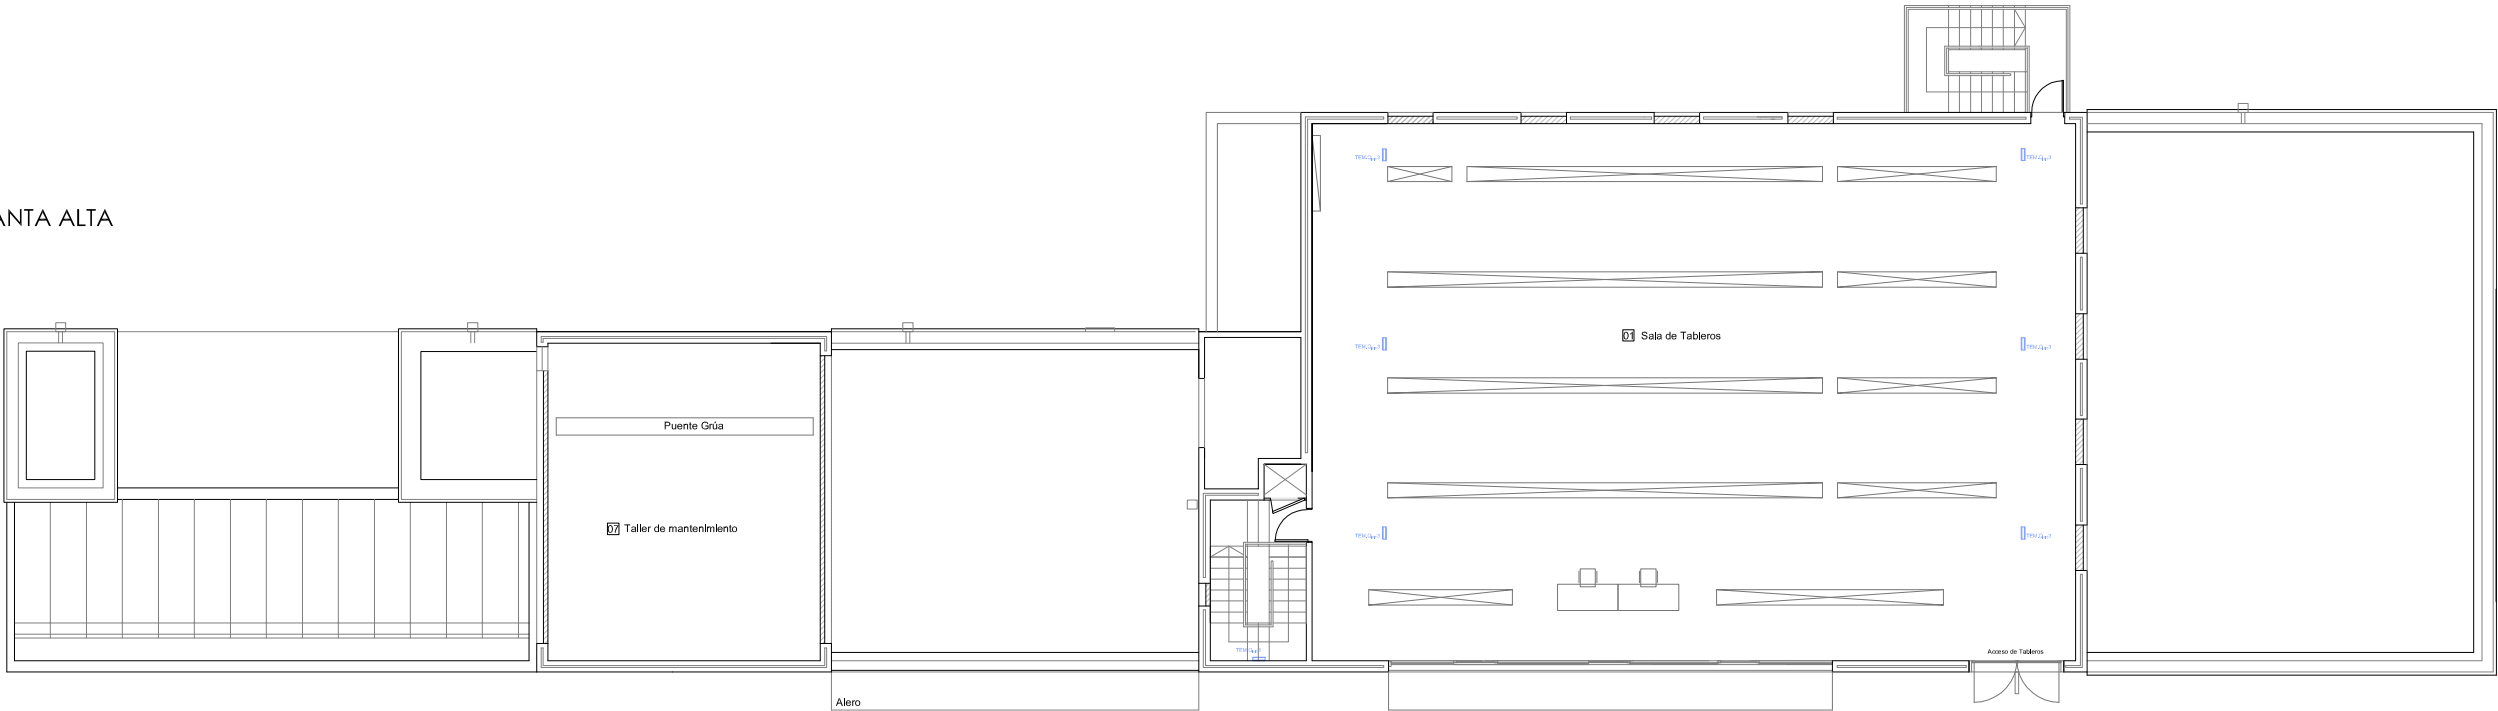 ANTA ALTA
01 Sala de Tableros
Puente Grúa
07 Taller de mantenimiento
Acceso de Tableros
Alero